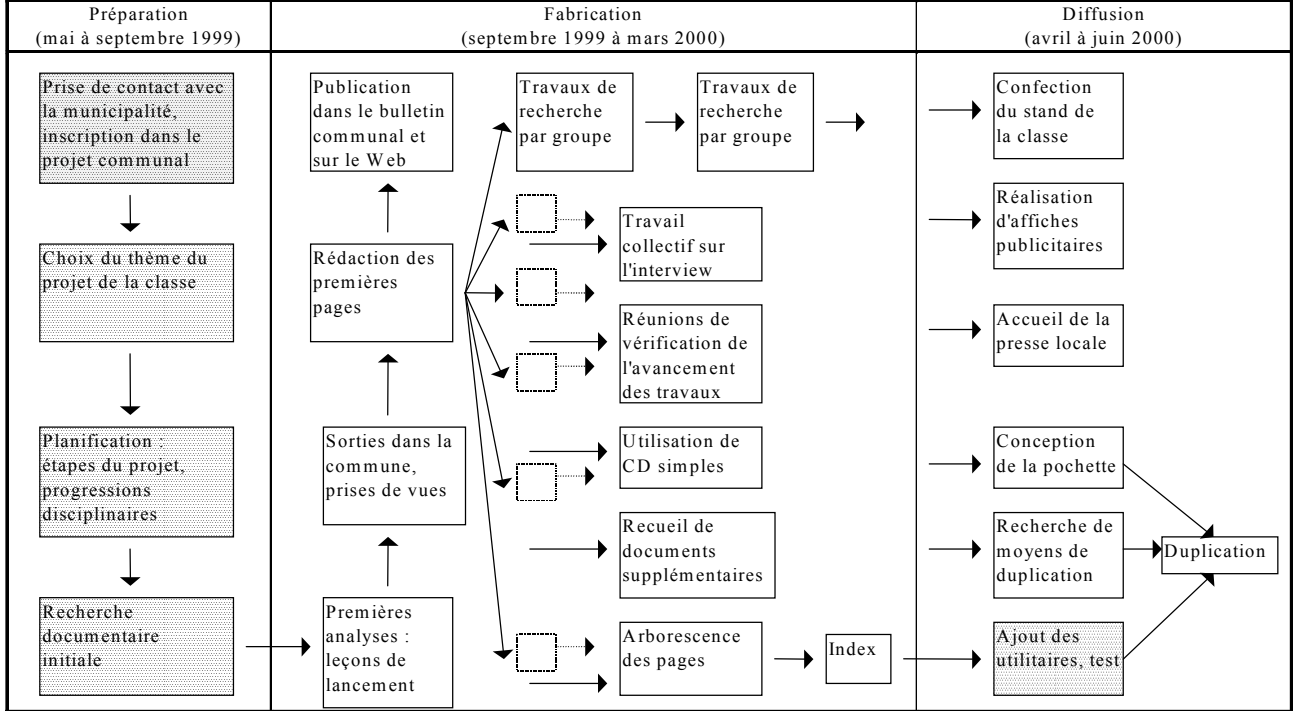 Préparation
(mai à septembre 1999)
Fabrication
(septembre 1999 à mars 2000)
Diffusion
(avril à juin 2000)
Prise de contact avec
la municipalité,
inscription dans le
projet communal
Choix du thème du
projet de la classe
Planification :
étapes du projet,
progressions
disciplinaires
Recherche
documentaire
initiale
Publication
dans le bulletin
communal et
sur le Web
Rédaction des
premières
pages
Sorties dans la
commune,
prises de vues
Premières
analyses :
leçons de
lancement
Travaux de
recherche
par groupe
Travaux de
recherche
par groupe
Travail
collectif sur
l'interview
Réunions de
vérification de
l'avancement
des travaux
Utilisation de
CD simples
Recueil de
documents
supplémentaires
Arborescence
des pages
Index
Confection
du stand de
la classe
Réalisation
d'affiches
publicitaires
Accueil de la
presse locale
Conception
de la pochette
Recherche de
moyens de
duplication
Ajout des
utilitaires, test
Duplication